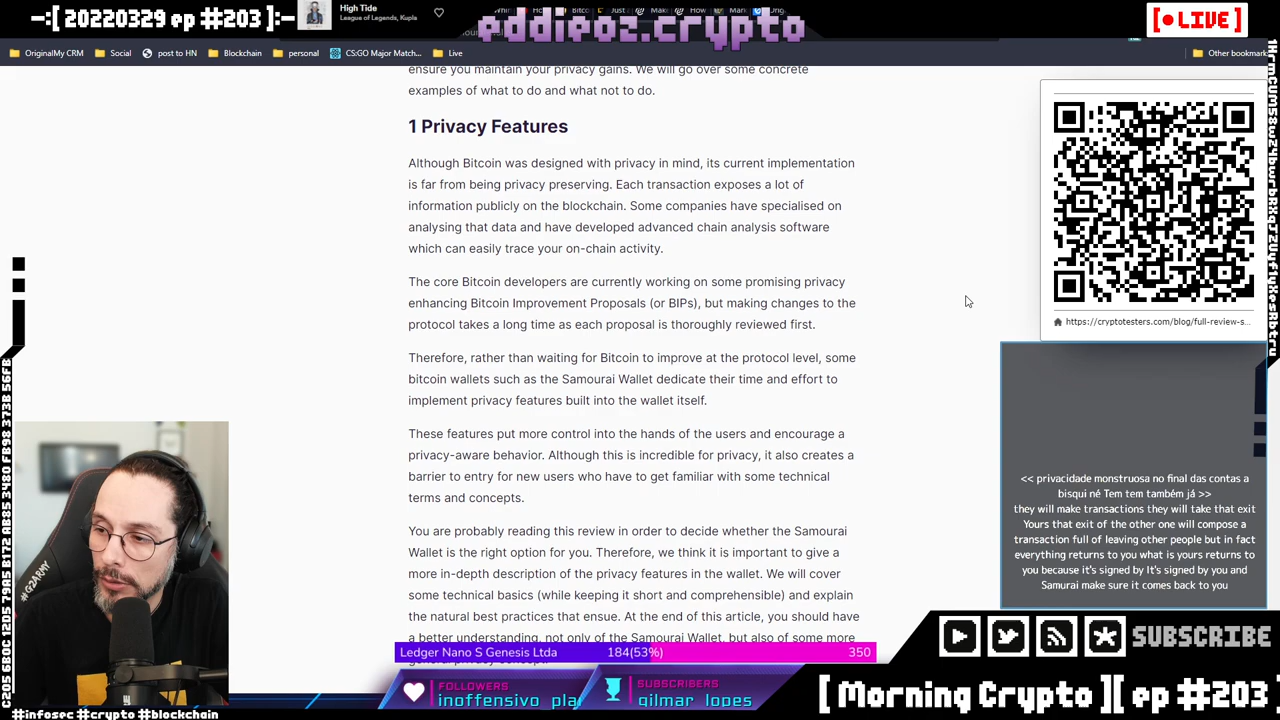 -:[ 20220329 ep #203 ]:-
High Tide
League of Legends, Kupla
eddieoz.crypto
[● LIVE]
OriginalMy CRM
Social
post to HN
Blockchain
personal
CS:GO Major Match...
Live
Other bookmark
ensure you maintain your privacy gains. We will go over some concrete
examples of what to do and what not to do.
1 Privacy Features
Although Bitcoin was designed with privacy in mind, its current implementation
is far from being privacy preserving. Each transaction exposes a lot of
information publicly on the blockchain. Some companies have specialised on
analysing that data and have developed advanced chain analysis software
which can easily trace your on-chain activity.
The core Bitcoin developers are currently working on some promising privacy
enhancing Bitcoin Improvement Proposals (or BIPs), but making changes to the
protocol takes a long time as each proposal is thoroughly reviewed first.
Therefore, rather than waiting for Bitcoin to improve at the protocol level, some
bitcoin wallets such as the Samourai Wallet dedicate their time and effort to
implement privacy features built into the wallet itself.
These features put more control into the hands of the users and encourage a
privacy-aware behavior. Although this is incredible for privacy, it also creates a
barrier to entry for new users who have to get familiar with some technical
terms and concepts.
You are probably reading this review in order to decide whether the Samourai
Wallet is the right option for you. Therefore, we think it is important to give a
more in-depth description of the privacy features in the wallet. We will cover
some technical basics (while keeping it short and comprehensible) and explain
the natural best practices that ensue. At the end of this article, you should have
a better understanding, not only of the Samourai Wallet, but also of some more
https://cryptotesters.com/blog/full-review-s...
<< privacidade monstruosa no final das contas a
bisqui né Tem tem também já >>
they will make transactions they will take that exit
Yours that exit of the other one will compose a
transaction full of leaving other people but in fact
everything returns to you what is yours returns to
you because it's signed by It's signed by you and
Samurai make sure it comes back to you
Ledger Nano S Genesis Ltda 184(53%) 350
FOLLOWERS
inoffensivo_pla
SUBSCRIBERS
gilmar_lopes
SUBSCRIBE
[ Morning Crypto ][ ep #203 ]
#infosec #crypto #blockchain